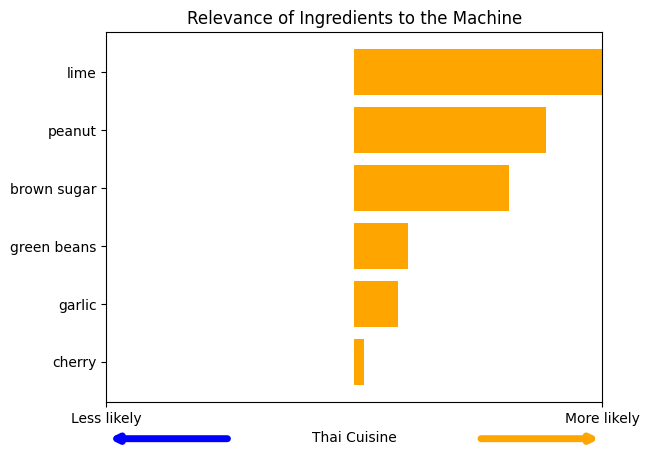 Relevance of Ingredients to the Machine
lime
peanut
brown sugar
green beans
garlic
cherry
Less likely
More likely
Thai Cuisine